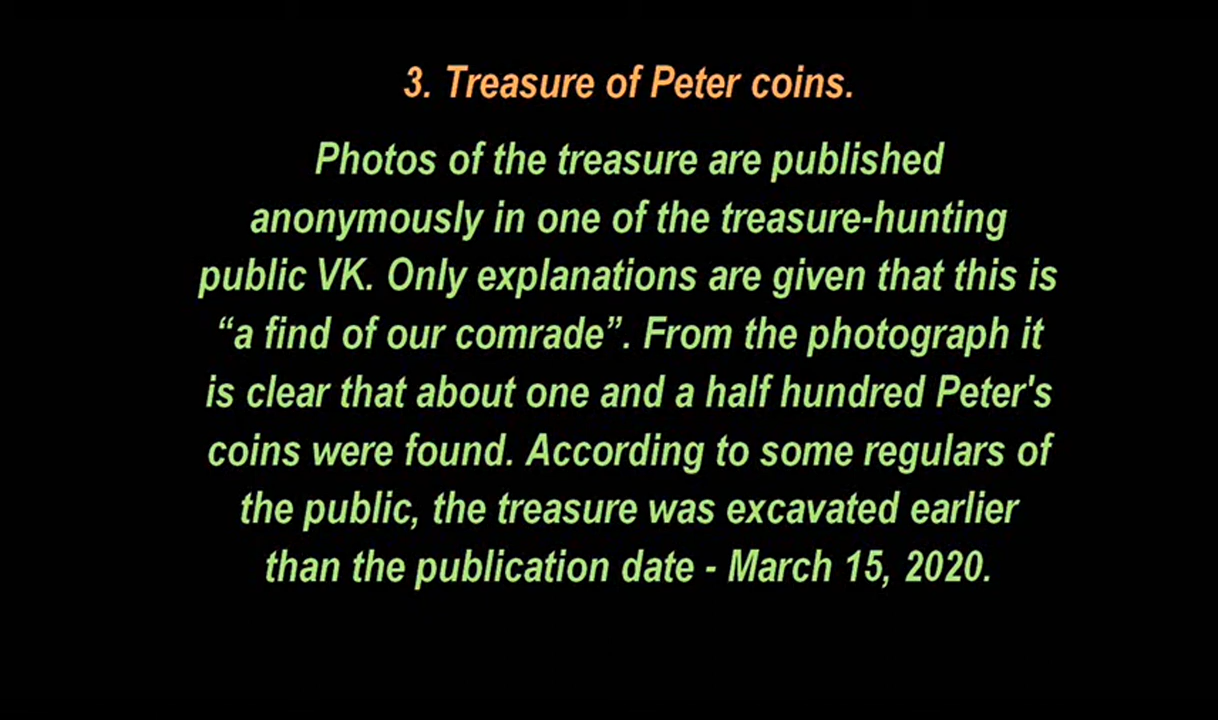 3. Treasure of Peter coins.
Photos of the treasure are published
anonymously in one of the treasure-hunting
public VK. Only explanations are given that this is
“a find of our comrade”. From the photograph it
is clear that about one and a half hundred Peter's
coins were found. According to some regulars of
the public, the treasure was excavated earlier
than the publication date - March 15, 2020.